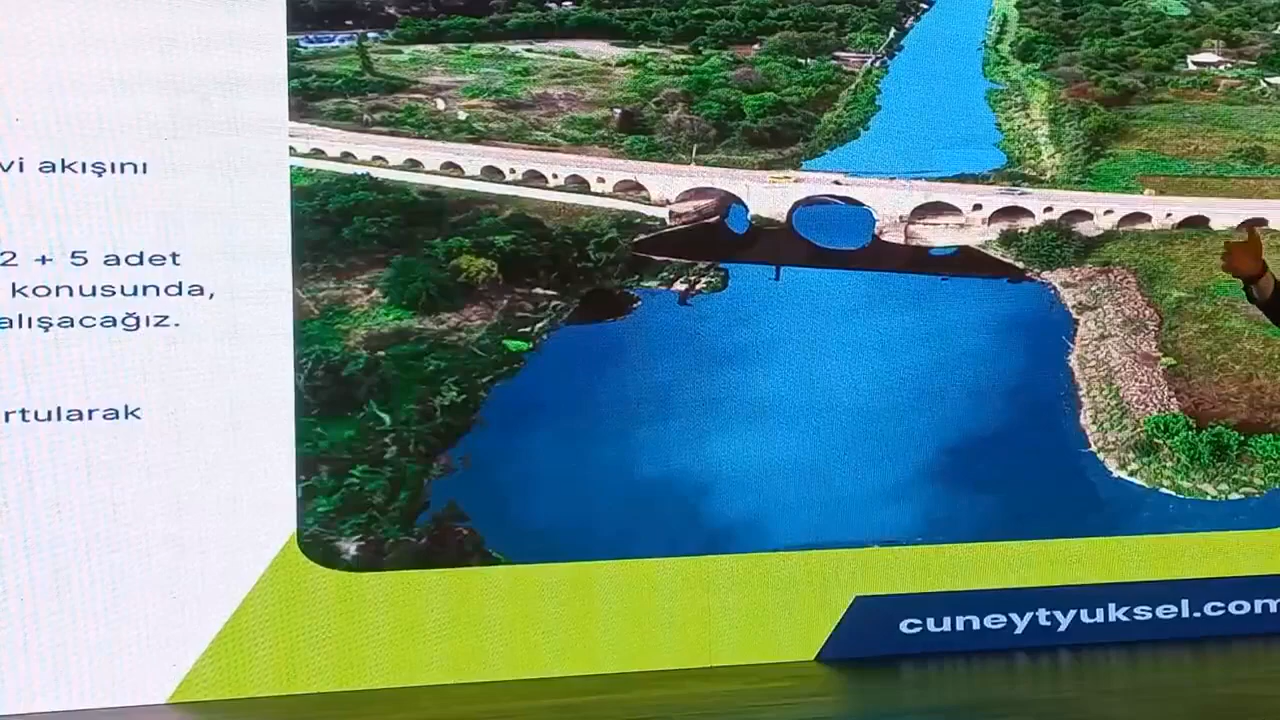 vi akışını
2 + 5 adet
konusunda,
alışacağız.
rtularak
cuneytyuksel.com